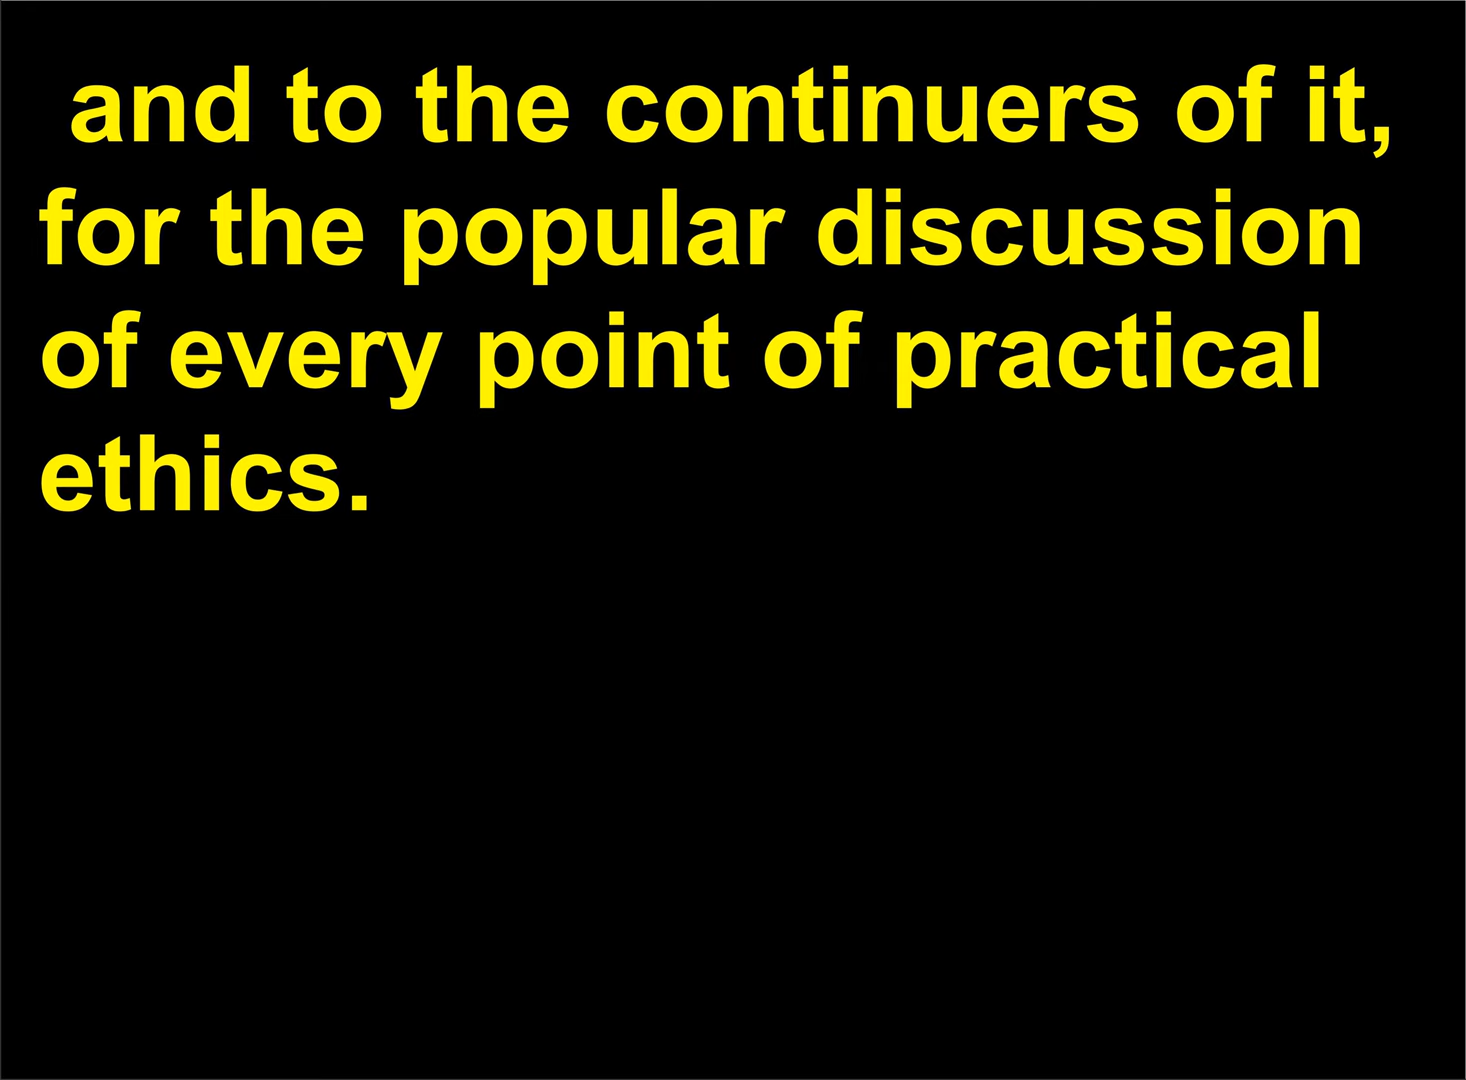 and to the continuers of it,
for the popular discussion
of every point of practical
ethics.